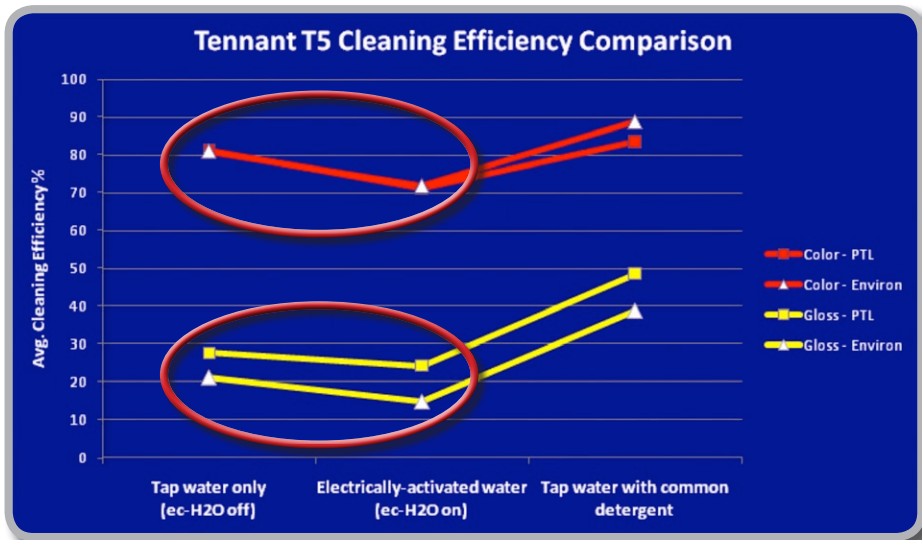 Tennant T5 Cleaning Efficiency Comparison
Avg. Cleaning Efficiency %
100
90
80
70
60
50
40
30
20
10
0
Tap water only
(ec-H2O off)
Electrically-activated water
(ec-H2O on)
Tap water with common
detergent
Color - PTL
Color - Environ
Gloss - PTL
Gloss - Environ